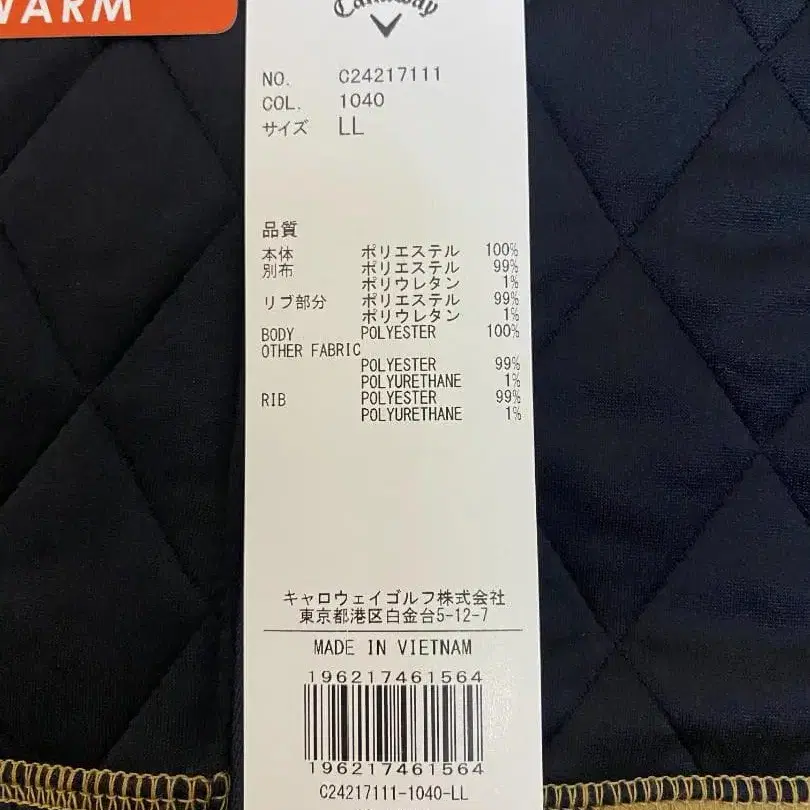 WARM
Callaway
NO. C24217111
COL. 1040
サイズ LL
品質
本体 ポリエステル 100%
別布 ポリエステル 99%
ポリウレタン 1%
リブ部分 ポリエステル 99%
ポリウレタン 1%
BODY POLYESTER 100%
OTHER FABRIC
POLYESTER 99%
POLYURETHANE 1%
RIB POLYESTER 99%
POLYURETHANE 1%
キャロウェイゴルフ株式会社
東京都港区白金台5-12-7
MADE IN VIETNAM
196217461564
196217461564
C24217111-1040-LL